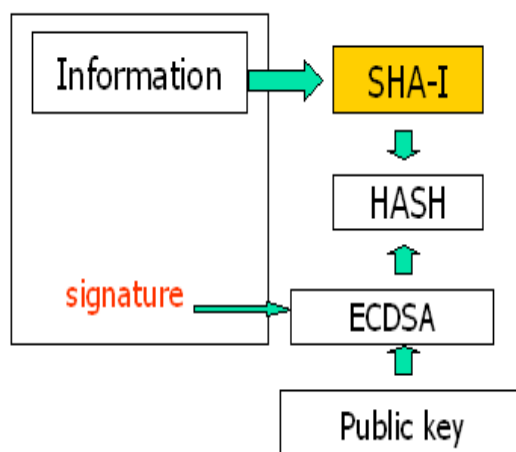 Information
SHA-I
HASH
signature
ECDSA
Public key